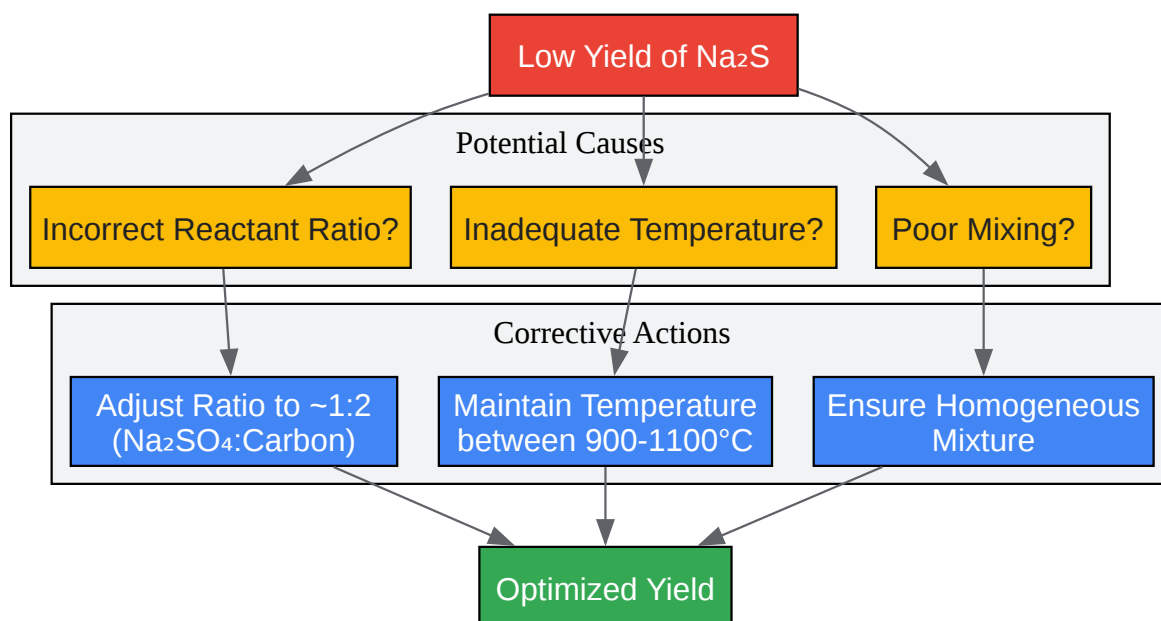 Low Yield of Na₂S
Potential Causes
Incorrect Reactant Ratio?
Inadequate Temperature?
Poor Mixing?
Corrective Actions
Adjust Ratio to ~1:2
(Na₂SO₄:Carbon)
Maintain Temperature
between 900-1100°C
Ensure Homogeneous
Mixture
Optimized Yield